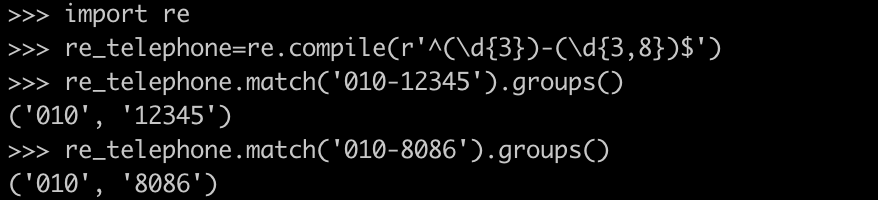 >>> import re
>>> re_telephone=re.compile(r'^(\d{3})-(\d{3,8})$')
>>> re_telephone.match('010-12345').groups()
('010', '12345')
>>> re_telephone.match('010-8086').groups()
('010', '8086')